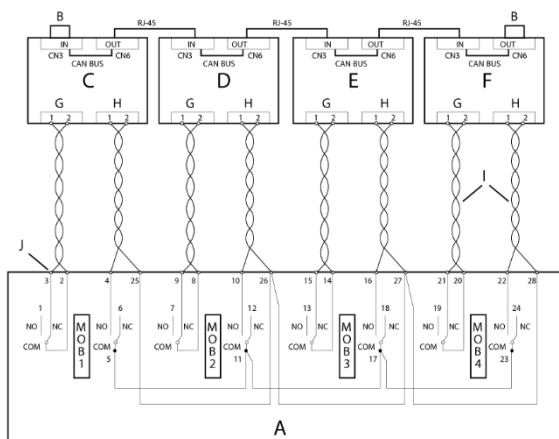 B RJ-45 RJ-45 RJ-45 B
IN OUT IN OUT IN OUT IN OUT
CN3 CN6 CN3 CN6 CN3 CN6 CN3 CN6
CAN BUS CAN BUS CAN BUS CAN BUS
C D E F
G H G H G H G H
1 2 1 2 1 2 1 2 1 2 1 2 1 2 1 2
I
J
3 2 4 25 9 8 10 26 15 14 16 27 21 20 22 28
1 6 7 12 13 18 19 24
NO NC NO NC NO NC NO NC NO NC NO NC NO NC NO NC
COM MOB1 COM COM MOB2 COM COM MOB3 COM COM MOB4 COM
5 11 17 23
A